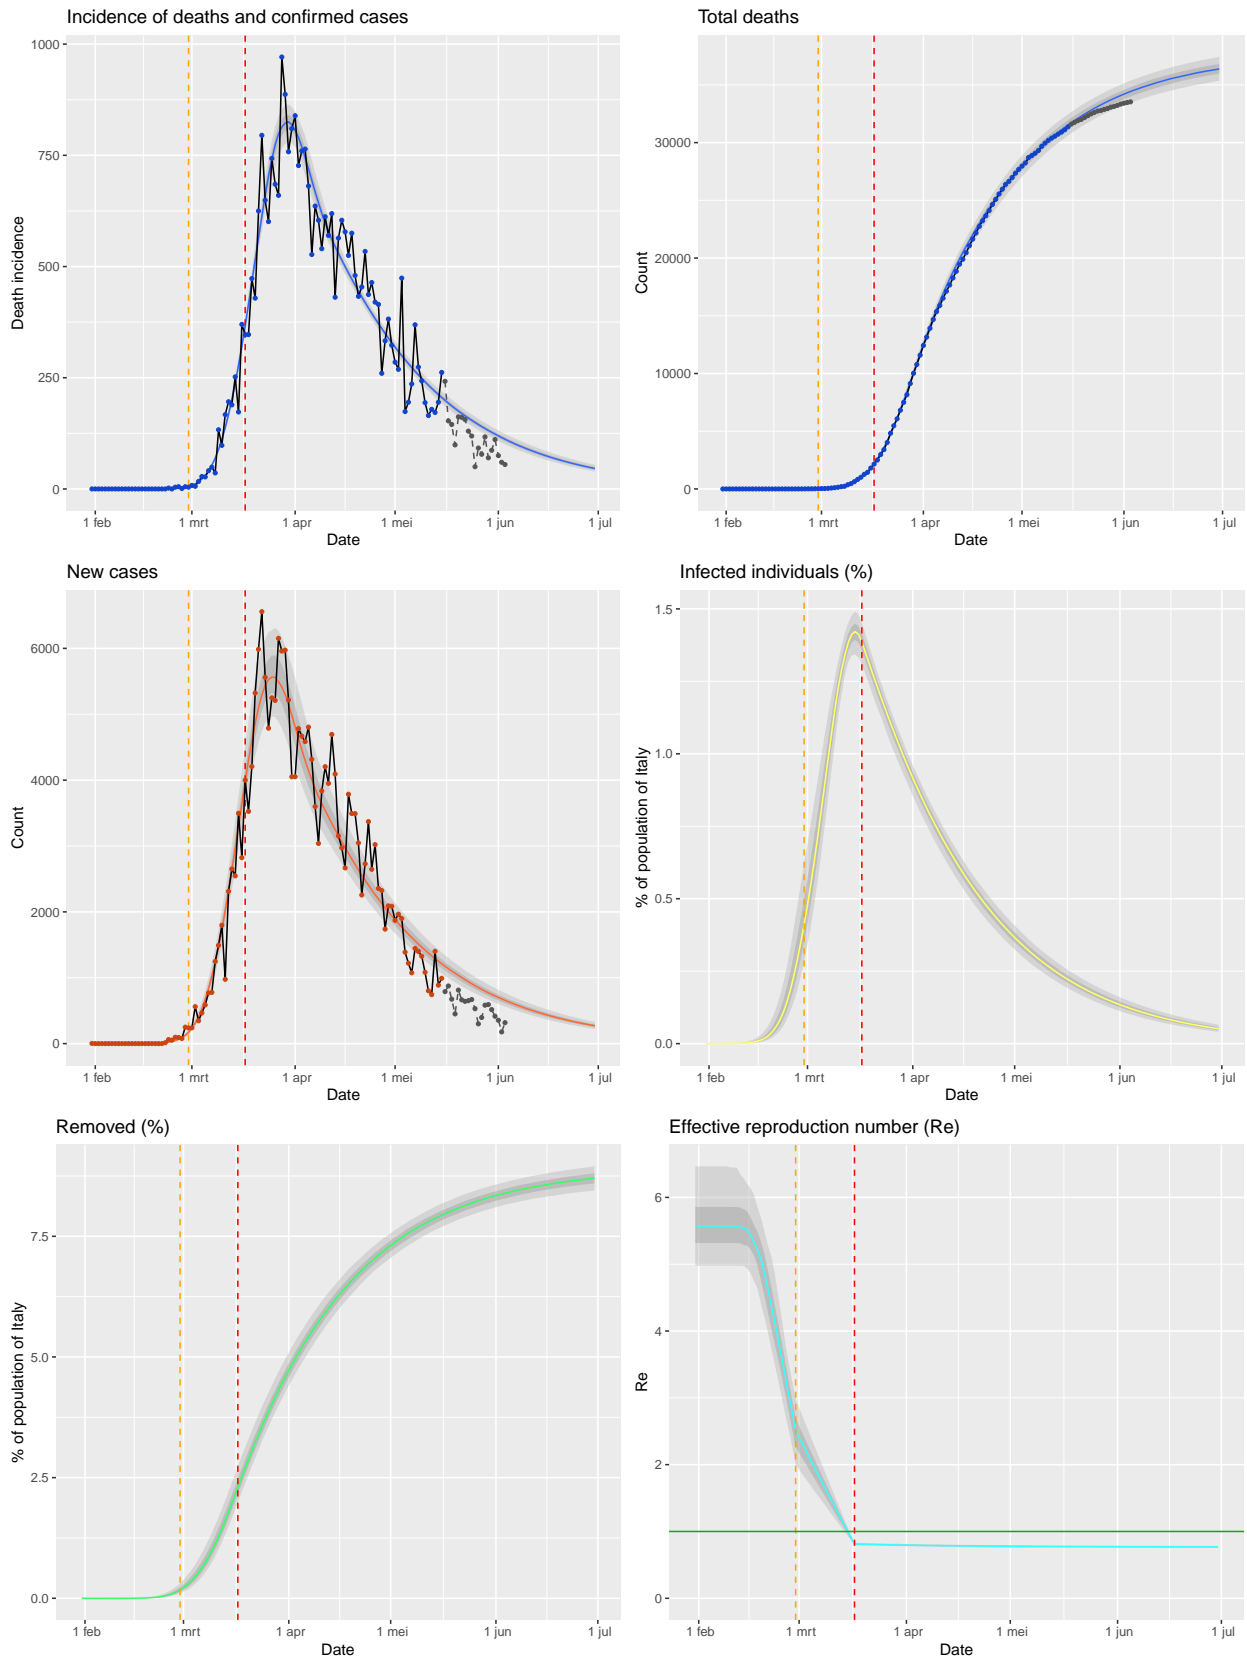 Incidence of deaths and confirmed cases
Death incidence
1000
750
500
250
0
1 feb 1 mrt 1 apr 1 mei 1 jun 1 jul
Date
Total deaths
Count
30000
20000
10000
0
1 feb 1 mrt 1 apr 1 mei 1 jun 1 jul
Date
New cases
Count
6000
4000
2000
0
1 feb 1 mrt 1 apr 1 mei 1 jun 1 jul
Date
Infected individuals (%)
% of population of Italy
1.5
1.0
0.5
0.0
1 feb 1 mrt 1 apr 1 mei 1 jun 1 jul
Date
Removed (%)
% of population of Italy
7.5
5.0
2.5
0.0
1 feb 1 mrt 1 apr 1 mei 1 jun 1 jul
Date
Effective reproduction number (Re)
Re
6
4
2
0
1 feb 1 mrt 1 apr 1 mei 1 jun 1 jul
Date